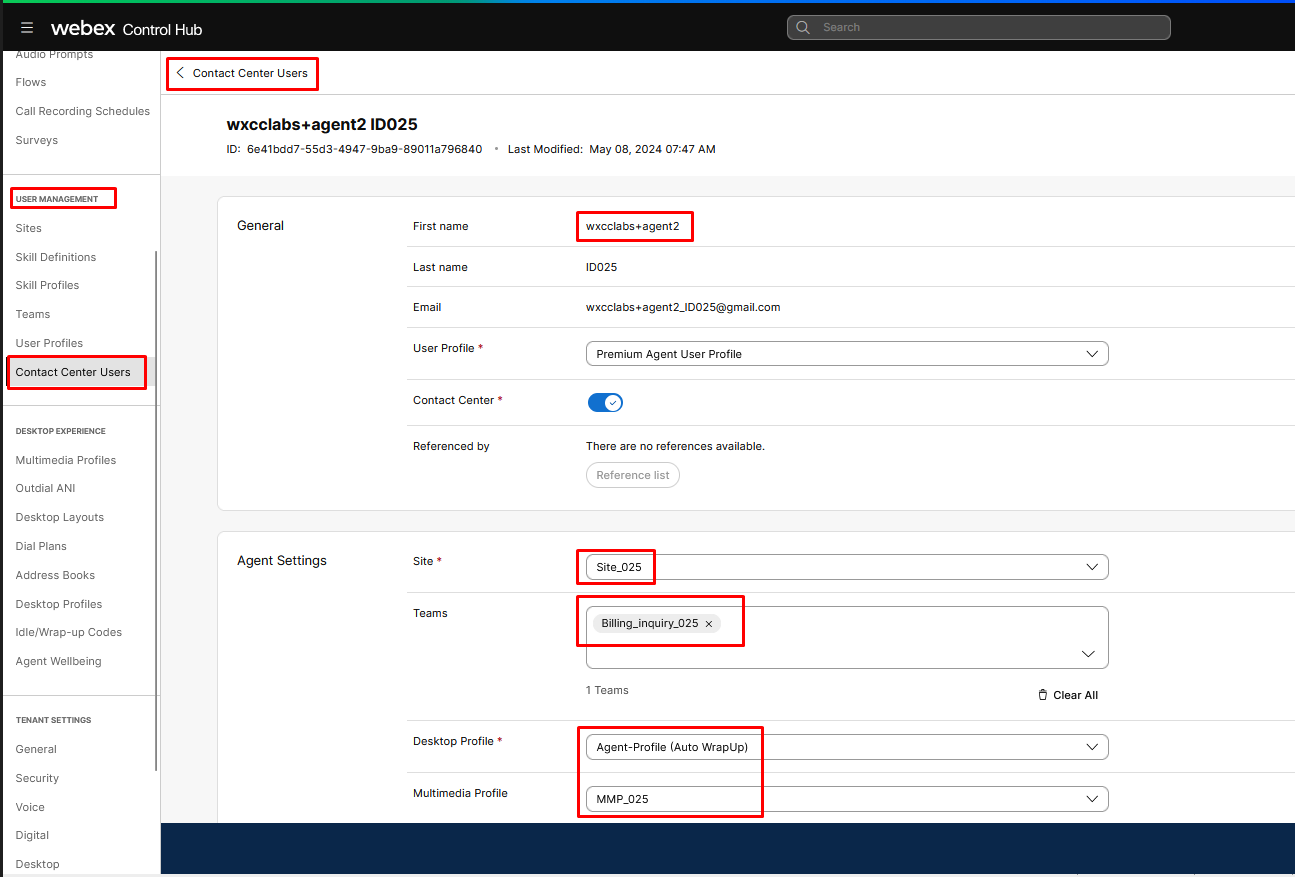 webex Control Hub
Search
Audio Prompts
Flows
Call Recording Schedules
Surveys
USER MANAGEMENT
Sites
Skill Definitions
Skill Profiles
Teams
User Profiles
Contact Center Users
DESKTOP EXPERIENCE
Multimedia Profiles
Outdial ANI
Desktop Layouts
Dial Plans
Address Books
Desktop Profiles
Idle/Wrap-up Codes
Agent Wellbeing
TENANT SETTINGS
General
Security
Voice
Digital
Desktop
Contact Center Users
wxcclabs+agent2 ID025
ID: 6e41bdd7-55d3-4947-9ba9-89011a796840 • Last Modified: May 08, 2024 07:47 AM
General
First name wxcclabs+agent2
Last name ID025
Email wxcclabs+agent2_ID025@gmail.com
User Profile * Premium Agent User Profile
Contact Center *
Referenced by There are no references available.
Reference list
Agent Settings
Site * Site_025
Teams Billing_inquiry_025 ×
1 Teams Clear All
Desktop Profile * Agent-Profile (Auto WrapUp)
Multimedia Profile MMP_025